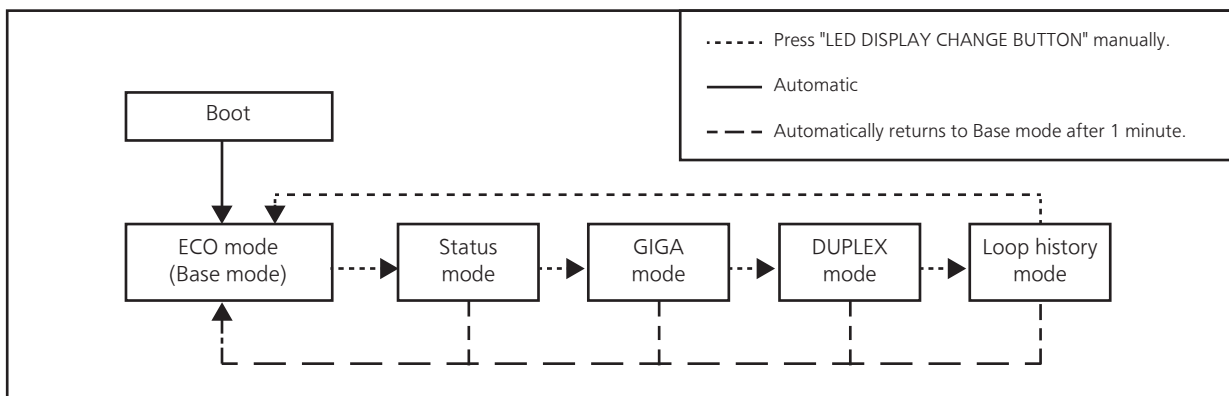 Press "LED DISPLAY CHANGE BUTTON" manually.
Automatic
Automatically returns to Base mode after 1 minute.
Boot
ECO mode
(Base mode)
Status
mode
GIGA
mode
DUPLEX
mode
Loop history
mode